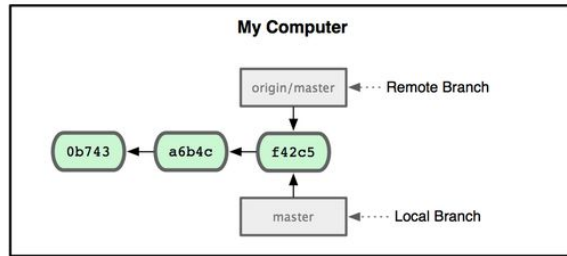 My Computer
origin/master
Remote Branch
0b743
a6b4c
f42c5
master
Local Branch